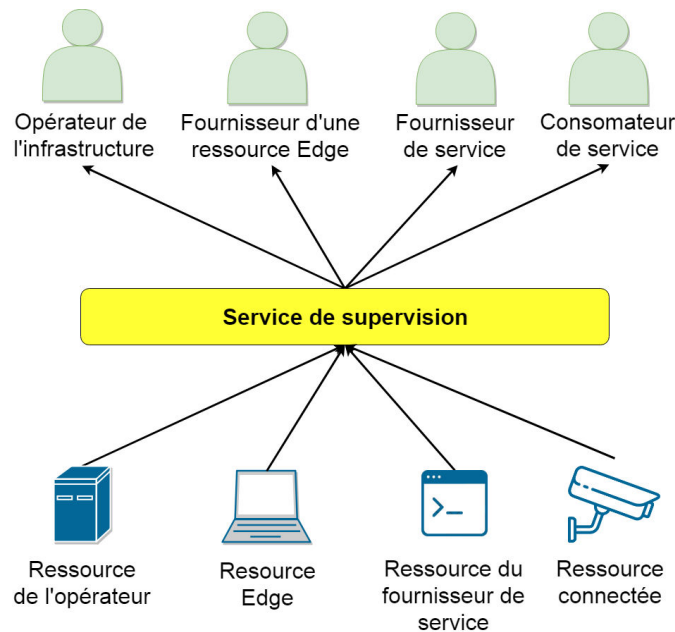 Opérateur de
l'infrastructure
Fournisseur d'une
ressource Edge
Fournisseur
de service
Consomateur
de service
Service de supervision
Ressource
de l'opérateur
Resource
Edge
Ressource du
fournisseur de
service
Ressource
connectée